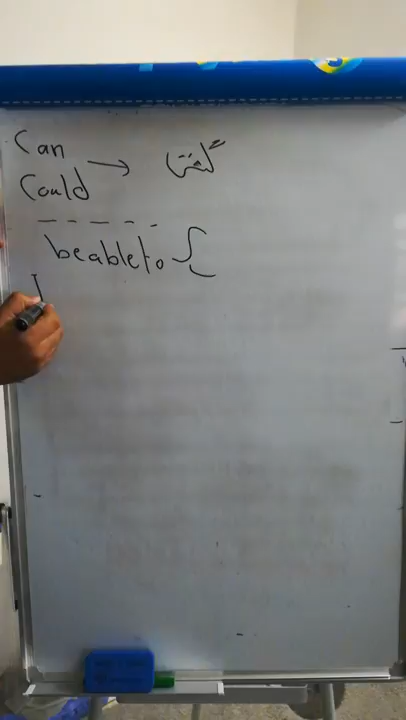 Can
Could →
- - - - -
be able to
I